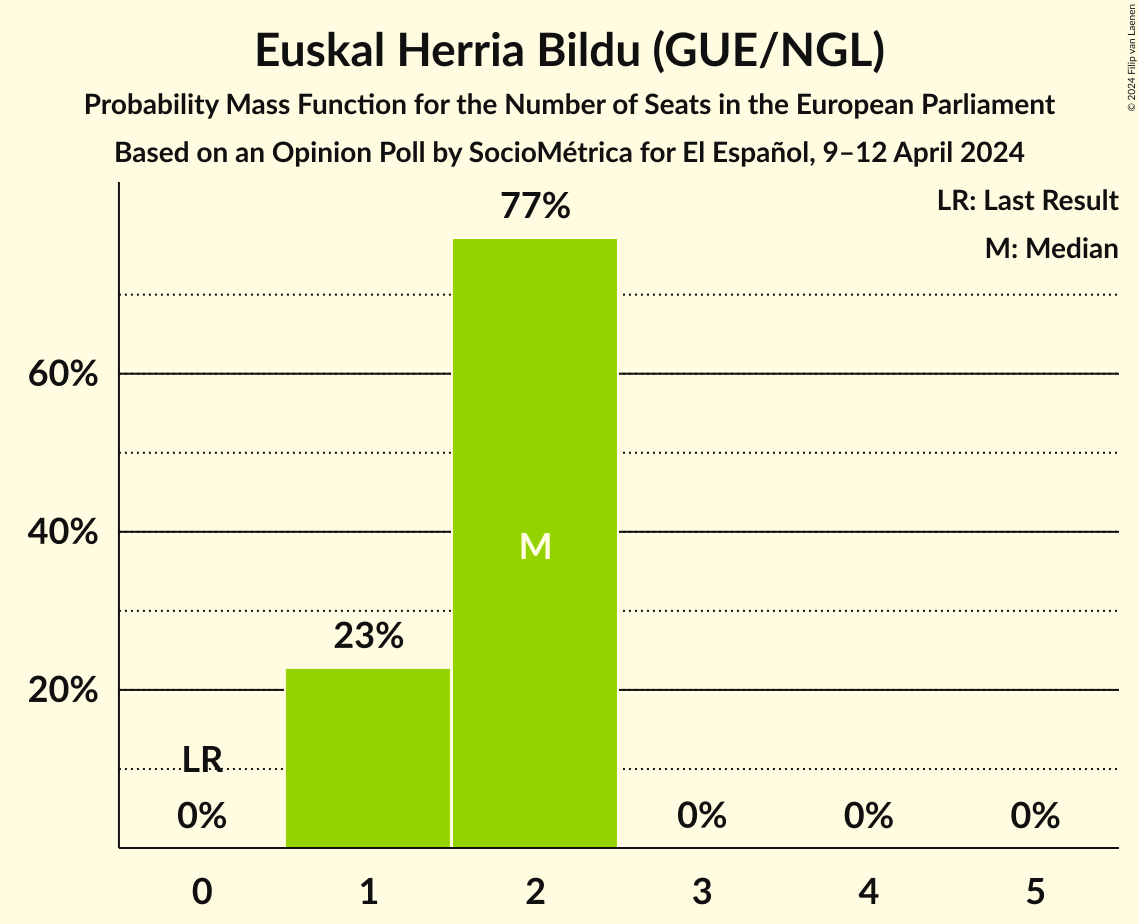 Euskal Herria Bildu (GUE/NGL)
Probability Mass Function for the Number of Seats in the European Parliament
Based on an Opinion Poll by SocioMétrica for El Español, 9–12 April 2024
© 2024 Filip van Laenen
LR: Last Result
M: Median
77%
60%
40%
M
23%
20%
LR
0%
0%
0%
0%
0
1
2
3
4
5